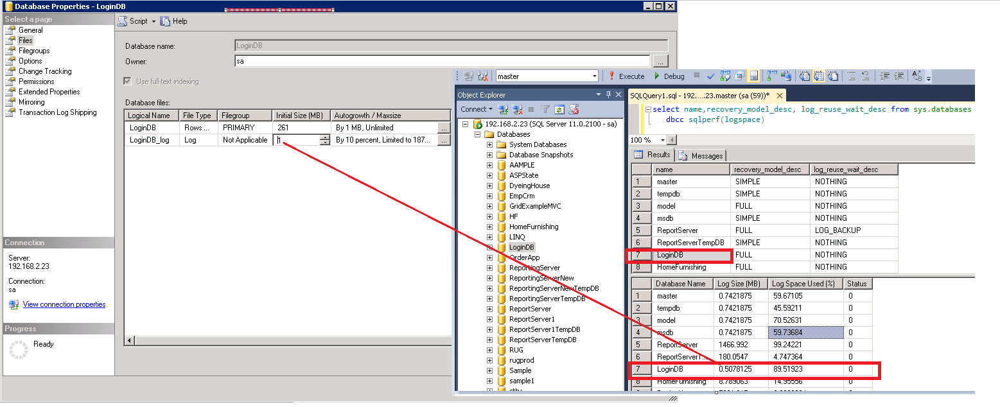 Database Properties - LoginDB
Select a page
General
Files
Filegroups
Options
Change Tracking
Permissions
Extended Properties
Mirroring
Transaction Log Shipping
Connection
Server:
192.168.2.23
Connection:
sa
View connection properties
Progress
Ready
Script Help
Database name: LoginDB
Owner: sa ...
Use full-text indexing
Database files:
Logical Name File Type Filegroup Initial Size (MB) Autogrowth / Maxsize
LoginDB Rows ... PRIMARY 261 By 1 MB, Unlimited ...
LoginDB_log Log Not Applicable 1 By 10 percent, Limited to 187... ...
master Execute Debug
Object Explorer
Connect
192.168.2.23 (SQL Server 11.0.2100 - sa)
Databases
System Databases
Database Snapshots
AAMPLE
ASPState
DyeingHouse
EmpCrm
GridExampleMVC
HF
HomeFurnishing
LINQ
LoginDB
OrderApp
ReportingServer
ReportingServerNew
ReportingServerNewTempDB
ReportingServerTempDB
ReportServer
ReportServer1
ReportServer1TempDB
ReportServerTempDB
RUG
rugprod
Sample
sample1
SQLQuery1.sql - 192.....23.master (sa (59))*
select name,recovery_model_desc, log_reuse_wait_desc from sys.databases
dbcc sqlperf(logspace)
100 %
Results Messages
name recovery_model_desc log_reuse_wait_desc
1 master SIMPLE NOTHING
2 tempdb SIMPLE NOTHING
3 model FULL NOTHING
4 msdb SIMPLE NOTHING
5 ReportServer FULL LOG_BACKUP
6 ReportServerTempDB SIMPLE NOTHING
7 LoginDB FULL NOTHING
8 HomeFurnishing FULL NOTHING
Database Name Log Size (MB) Log Space Used (%) Status
1 master 0.7421875 59.67105 0
2 tempdb 0.7421875 45.59211 0
3 model 0.7421875 70.52631 0
4 msdb 0.7421875 59.73684 0
5 ReportServer 1466.992 99.24221 0
6 ReportServerT... 180.0547 4.747364 0
7 LoginDB 0.5078125 89.51923 0
8 HomeFurnishing 8.789063 14.95556 0